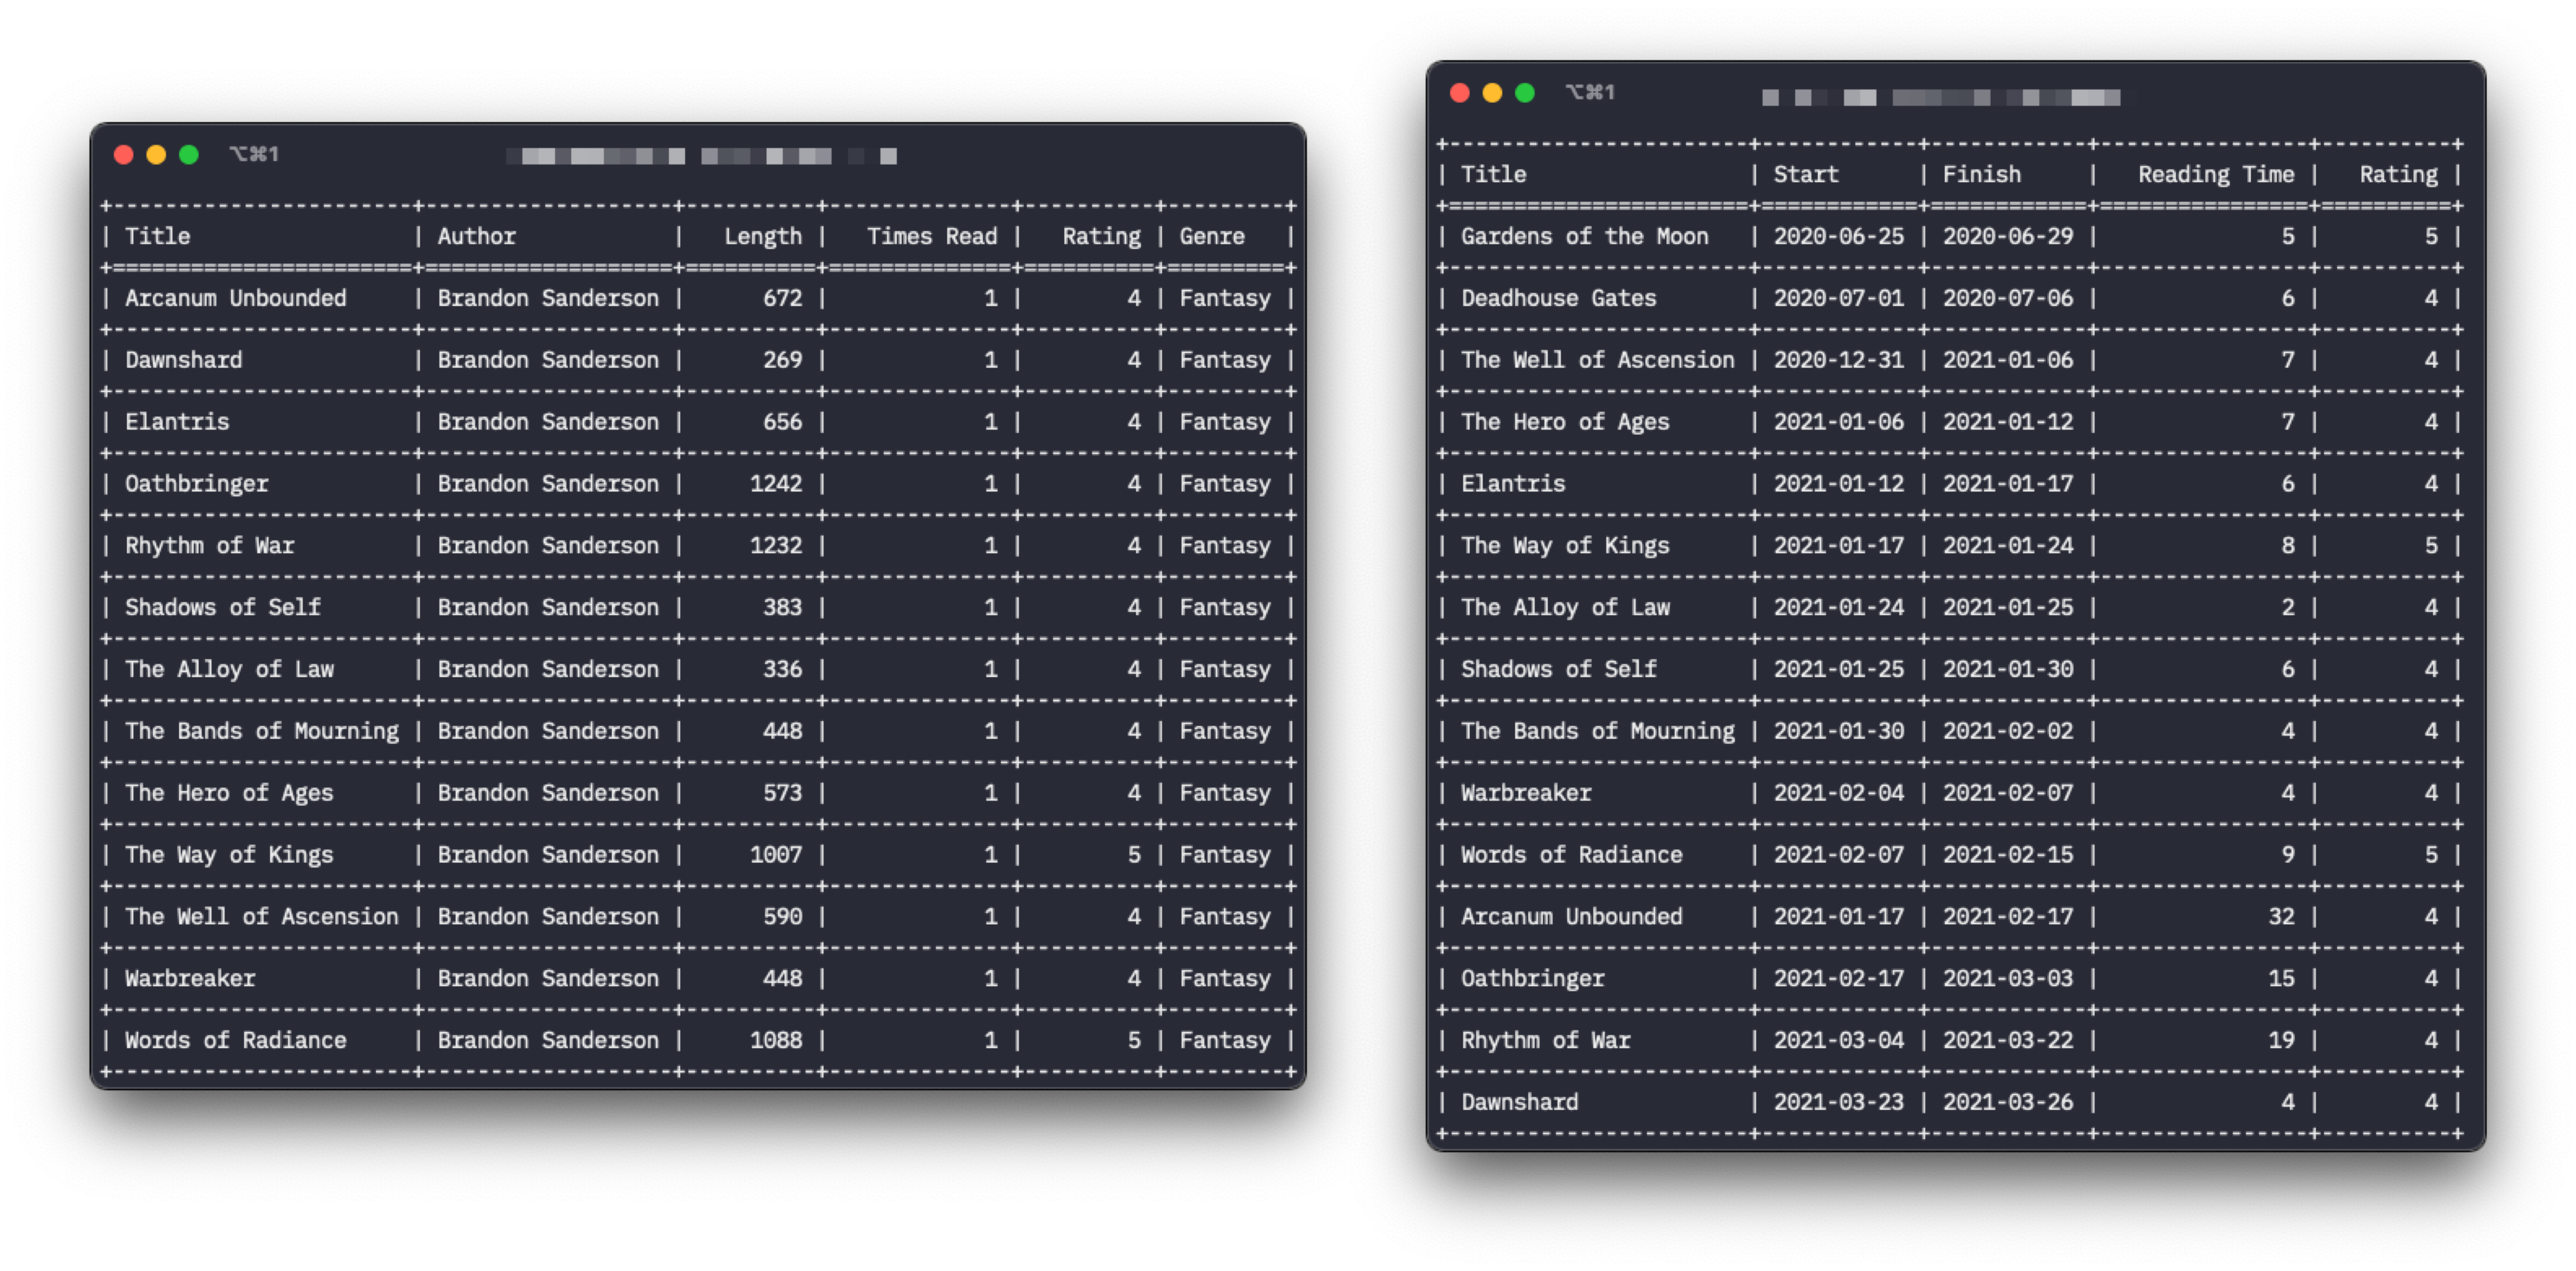 ⌥⌘1
+-----------------------+-------------------+----------+--------------+----------+---------+
| Title                 | Author            |   Length |   Times Read |   Rating | Genre   |
+=======================+===================+==========+==============+==========+=========+
| Arcanum Unbounded     | Brandon Sanderson |      672 |            1 |        4 | Fantasy |
+-----------------------+-------------------+----------+--------------+----------+---------+
| Dawnshard             | Brandon Sanderson |      269 |            1 |        4 | Fantasy |
+-----------------------+-------------------+----------+--------------+----------+---------+
| Elantris              | Brandon Sanderson |      656 |            1 |        4 | Fantasy |
+-----------------------+-------------------+----------+--------------+----------+---------+
| Oathbringer           | Brandon Sanderson |     1242 |            1 |        4 | Fantasy |
+-----------------------+-------------------+----------+--------------+----------+---------+
| Rhythm of War         | Brandon Sanderson |     1232 |            1 |        4 | Fantasy |
+-----------------------+-------------------+----------+--------------+----------+---------+
| Shadows of Self       | Brandon Sanderson |      383 |            1 |        4 | Fantasy |
+-----------------------+-------------------+----------+--------------+----------+---------+
| The Alloy of Law      | Brandon Sanderson |      336 |            1 |        4 | Fantasy |
+-----------------------+-------------------+----------+--------------+----------+---------+
| The Bands of Mourning | Brandon Sanderson |      448 |            1 |        4 | Fantasy |
+-----------------------+-------------------+----------+--------------+----------+---------+
| The Hero of Ages      | Brandon Sanderson |      573 |            1 |        4 | Fantasy |
+-----------------------+-------------------+----------+--------------+----------+---------+
| The Way of Kings      | Brandon Sanderson |     1007 |            1 |        5 | Fantasy |
+-----------------------+-------------------+----------+--------------+----------+---------+
| The Well of Ascension | Brandon Sanderson |      590 |            1 |        4 | Fantasy |
+-----------------------+-------------------+----------+--------------+----------+---------+
| Warbreaker            | Brandon Sanderson |      448 |            1 |        4 | Fantasy |
+-----------------------+-------------------+----------+--------------+----------+---------+
| Words of Radiance     | Brandon Sanderson |     1088 |            1 |        5 | Fantasy |
+-----------------------+-------------------+----------+--------------+----------+---------+
⌥⌘1
+-----------------------+------------+------------+----------------+----------+
| Title                 | Start      | Finish     |   Reading Time |   Rating |
+=======================+============+============+================+==========+
| Gardens of the Moon   | 2020-06-25 | 2020-06-29 |              5 |        5 |
+-----------------------+------------+------------+----------------+----------+
| Deadhouse Gates       | 2020-07-01 | 2020-07-06 |              6 |        4 |
+-----------------------+------------+------------+----------------+----------+
| The Well of Ascension | 2020-12-31 | 2021-01-06 |              7 |        4 |
+-----------------------+------------+------------+----------------+----------+
| The Hero of Ages      | 2021-01-06 | 2021-01-12 |              7 |        4 |
+-----------------------+------------+------------+----------------+----------+
| Elantris              | 2021-01-12 | 2021-01-17 |              6 |        4 |
+-----------------------+------------+------------+----------------+----------+
| The Way of Kings      | 2021-01-17 | 2021-01-24 |              8 |        5 |
+-----------------------+------------+------------+----------------+----------+
| The Alloy of Law      | 2021-01-24 | 2021-01-25 |              2 |        4 |
+-----------------------+------------+------------+----------------+----------+
| Shadows of Self       | 2021-01-25 | 2021-01-30 |              6 |        4 |
+-----------------------+------------+------------+----------------+----------+
| The Bands of Mourning | 2021-01-30 | 2021-02-02 |              4 |        4 |
+-----------------------+------------+------------+----------------+----------+
| Warbreaker            | 2021-02-04 | 2021-02-07 |              4 |        4 |
+-----------------------+------------+------------+----------------+----------+
| Words of Radiance     | 2021-02-07 | 2021-02-15 |              9 |        5 |
+-----------------------+------------+------------+----------------+----------+
| Arcanum Unbounded     | 2021-01-17 | 2021-02-17 |             32 |        4 |
+-----------------------+------------+------------+----------------+----------+
| Oathbringer           | 2021-02-17 | 2021-03-03 |             15 |        4 |
+-----------------------+------------+------------+----------------+----------+
| Rhythm of War         | 2021-03-04 | 2021-03-22 |             19 |        4 |
+-----------------------+------------+------------+----------------+----------+
| Dawnshard             | 2021-03-23 | 2021-03-26 |              4 |        4 |
+-----------------------+------------+------------+----------------+----------+